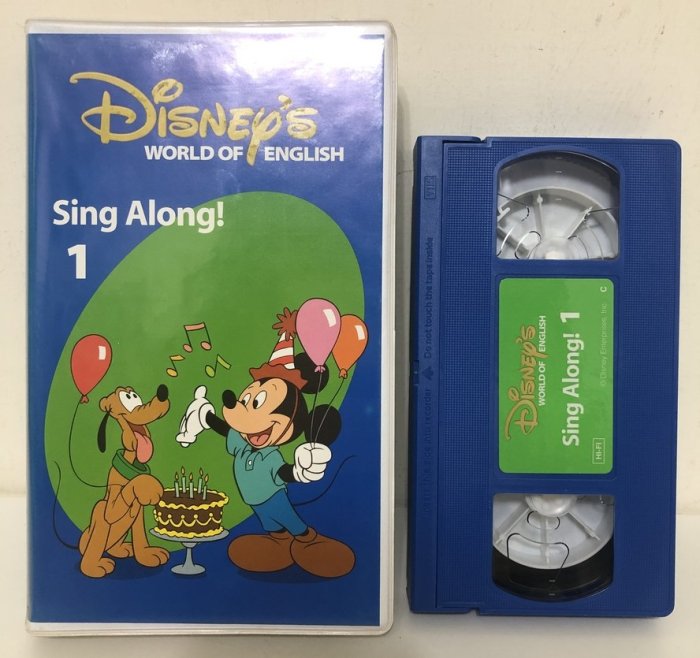 DISNEY'S
WORLD OF ENGLISH
Sing Along!
1
VHS
Do not touch the tape inside
DISNEY'S
WORLD OF ENGLISH
Sing Along! 1
© Disney Enterprises, Inc.
C
HI-FI